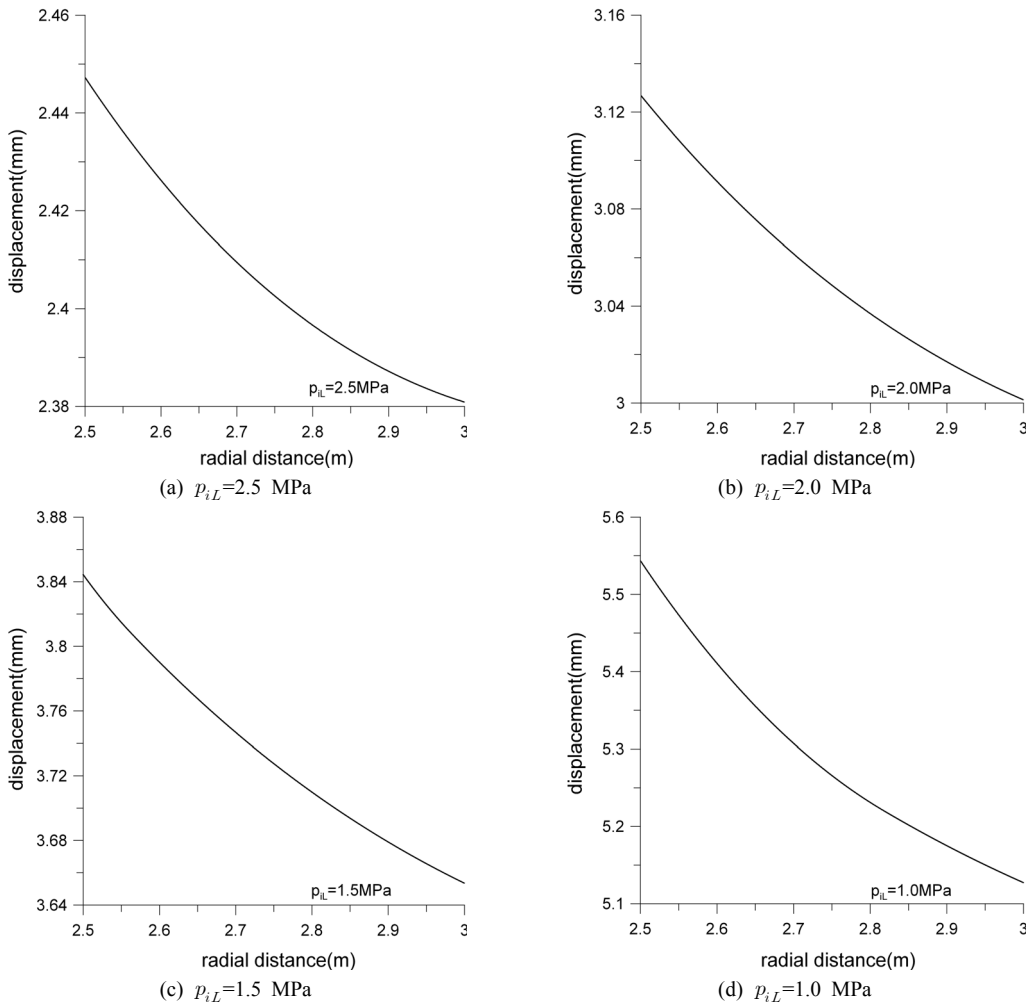 2.46
2.44
2.42
2.4
2.38
displacement(mm)
2.5 2.6 2.7 2.8 2.9 3
radial distance(m)
p_iL=2.5MPa
(a) p_iL=2.5 MPa
3.16
3.12
3.08
3.04
3
displacement(mm)
2.5 2.6 2.7 2.8 2.9 3
radial distance(m)
p_iL=2.0MPa
(b) p_iL=2.0 MPa
3.88
3.84
3.8
3.76
3.72
3.68
3.64
displacement(mm)
2.5 2.6 2.7 2.8 2.9 3
radial distance(m)
p_iL=1.5MPa
(c) p_iL=1.5 MPa
5.6
5.5
5.4
5.3
5.2
5.1
displacement(mm)
2.5 2.6 2.7 2.8 2.9 3
radial distance(m)
p_iL=1.0MPa
(d) p_iL=1.0 MPa